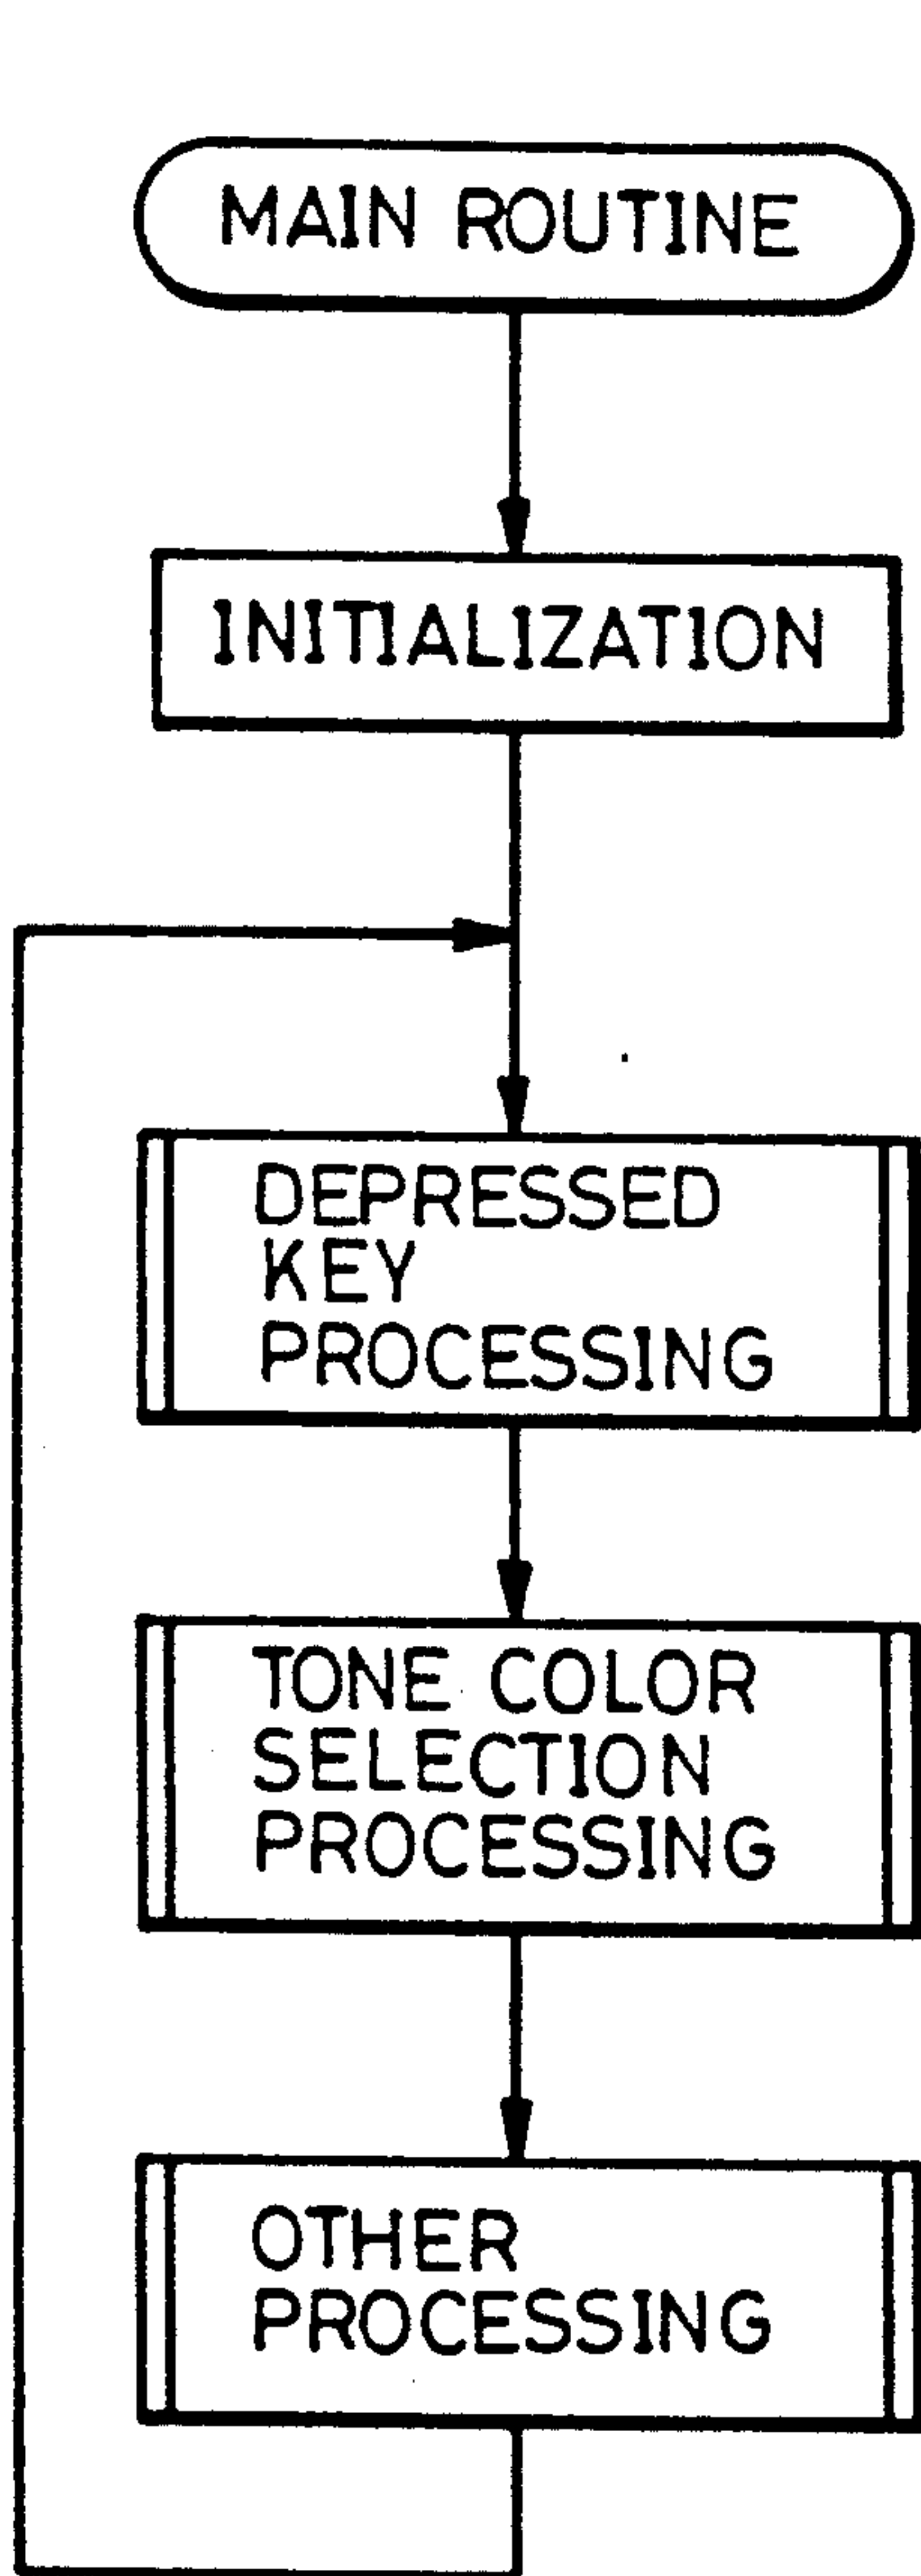 MAIN ROUTINE
INITIALIZATION
DEPRESSED
KEY
PROCESSING
TONE COLOR
SELECTION
PROCESSING
OTHER
PROCESSING